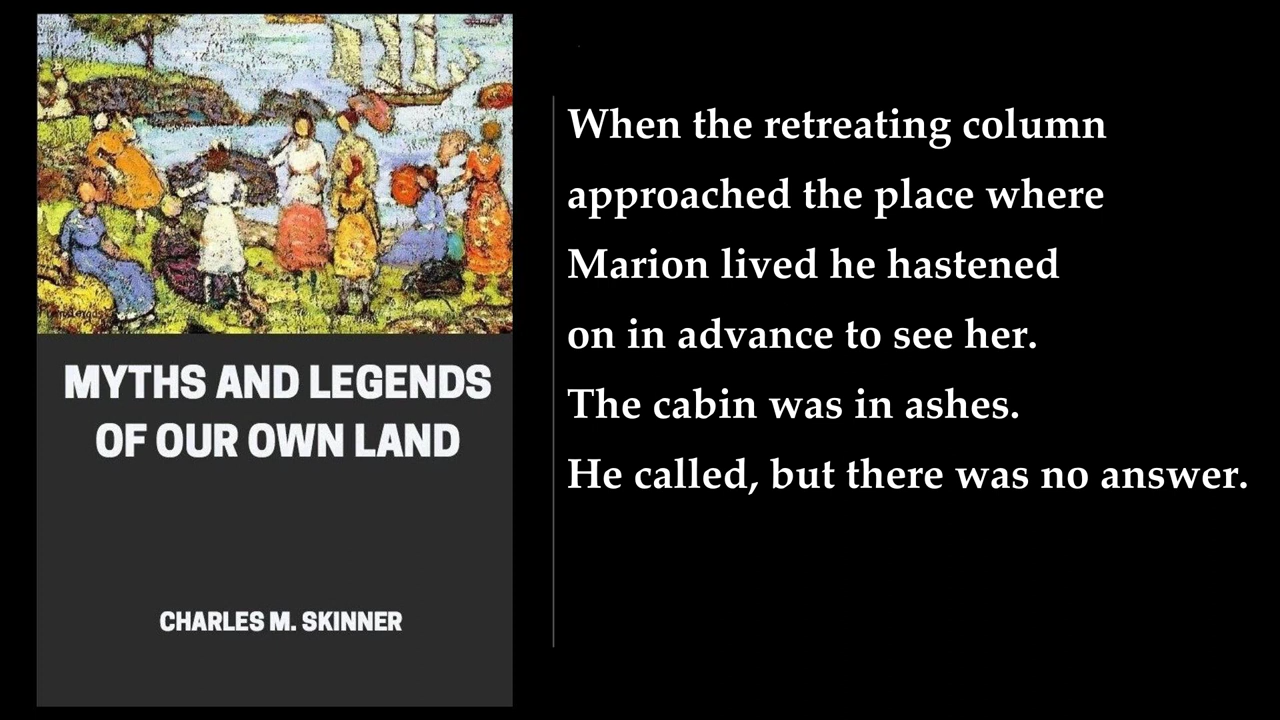 MYTHS AND LEGENDS
OF OUR OWN LAND
CHARLES M. SKINNER
When the retreating column
approached the place where
Marion lived he hastened
on in advance to see her.
The cabin was in ashes.
He called, but there was no answer.